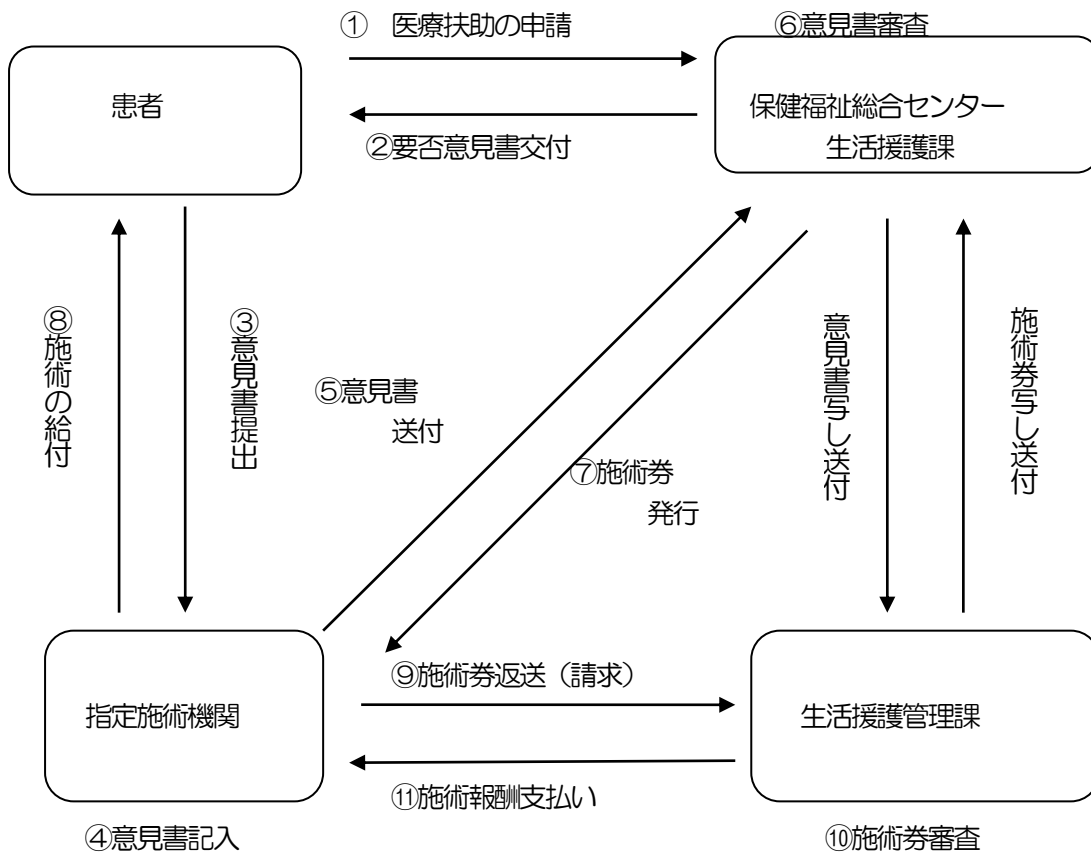 ① 医療扶助の申請
⑥意見書審査
患者
保健福祉総合センター
生活援護課
②要否意見書交付
⑧施術の給付
③意見書提出
⑤意見書
送付
⑦施術券
発行
意見書写し送付
施術券写し送付
⑨施術券返送（請求）
指定施術機関
生活援護管理課
⑪施術報酬支払い
④意見書記入
⑩施術券審査